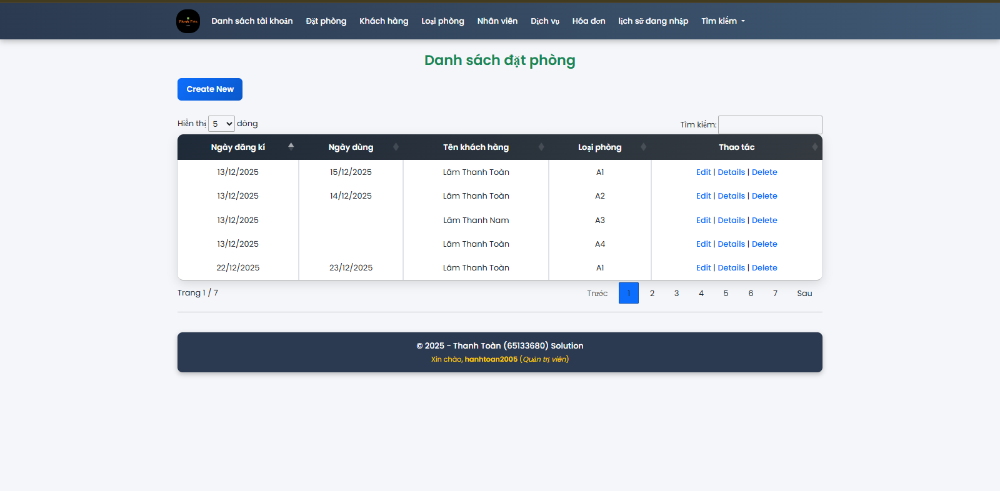 Thanh Toàn
Danh sách tài khoản Đặt phòng Khách hàng Loại phòng Nhân viên Dịch vụ Hóa đơn lịch sữ đang nhập Tìm kiếm
Danh sách đặt phòng
Create New
Hiển thị 5 dòng Tìm kiếm:
Ngày đăng kí Ngày dùng Tên khách hàng Loại phòng Thao tác
13/12/2025 15/12/2025 Lâm Thanh Toàn A1 Edit | Details | Delete
13/12/2025 14/12/2025 Lâm Thanh Toàn A2 Edit | Details | Delete
13/12/2025 Lâm Thanh Nam A3 Edit | Details | Delete
13/12/2025 Lâm Thanh Toàn A4 Edit | Details | Delete
22/12/2025 23/12/2025 Lâm Thanh Toàn A1 Edit | Details | Delete
Trang 1 / 7 Trước 1 2 3 4 5 6 7 Sau
© 2025 - Thanh Toàn (65133680) Solution
Xin chào, hanhtoan2005 (Quản trị viên)